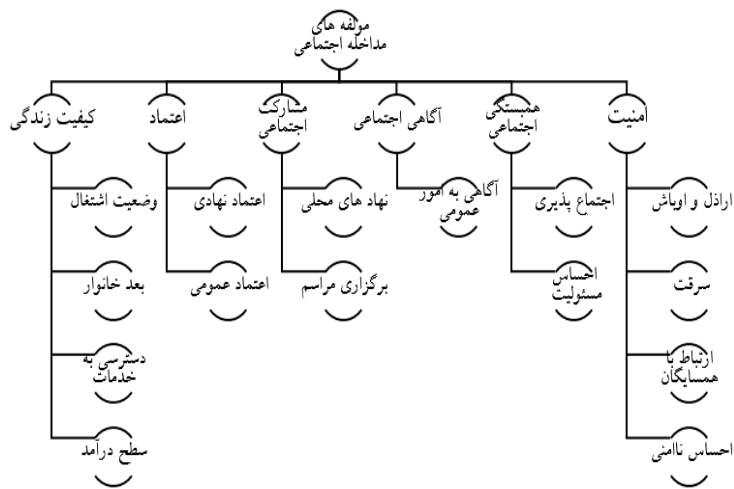 مولفه های
مداخله اجتماعی
امنیت
همبستگی
اجتماعی
آگاهی اجتماعی
مشارکت
اجتماعی
اعتماد
کیفیت زندگی
اراذل و اوباش
سرقت
ارتباط با
همسایگان
احساس ناامنی
اجتماع پذیری
احساس
مسئولیت
آگاهی به امور
عمومی
نهاد های محلی
برگزاری مراسم
اعتماد نهادی
اعتماد عمومی
وضعیت اشتغال
بعد خانوار
دسترسی به
خدمات
سطح درآمد